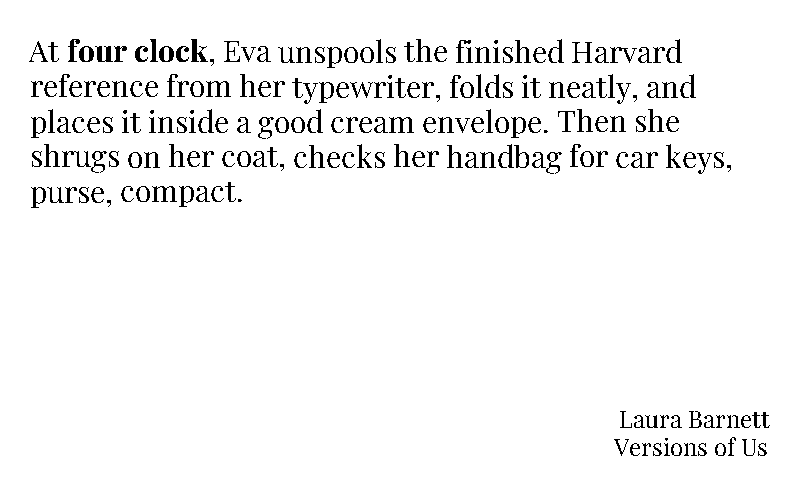 At four clock, Eva unspools the finished Harvard
reference from her typewriter, folds it neatly, and
places it inside a good cream envelope. Then she
shrugs on her coat, checks her handbag for car keys,
purse, compact.
Laura Barnett
Versions of Us